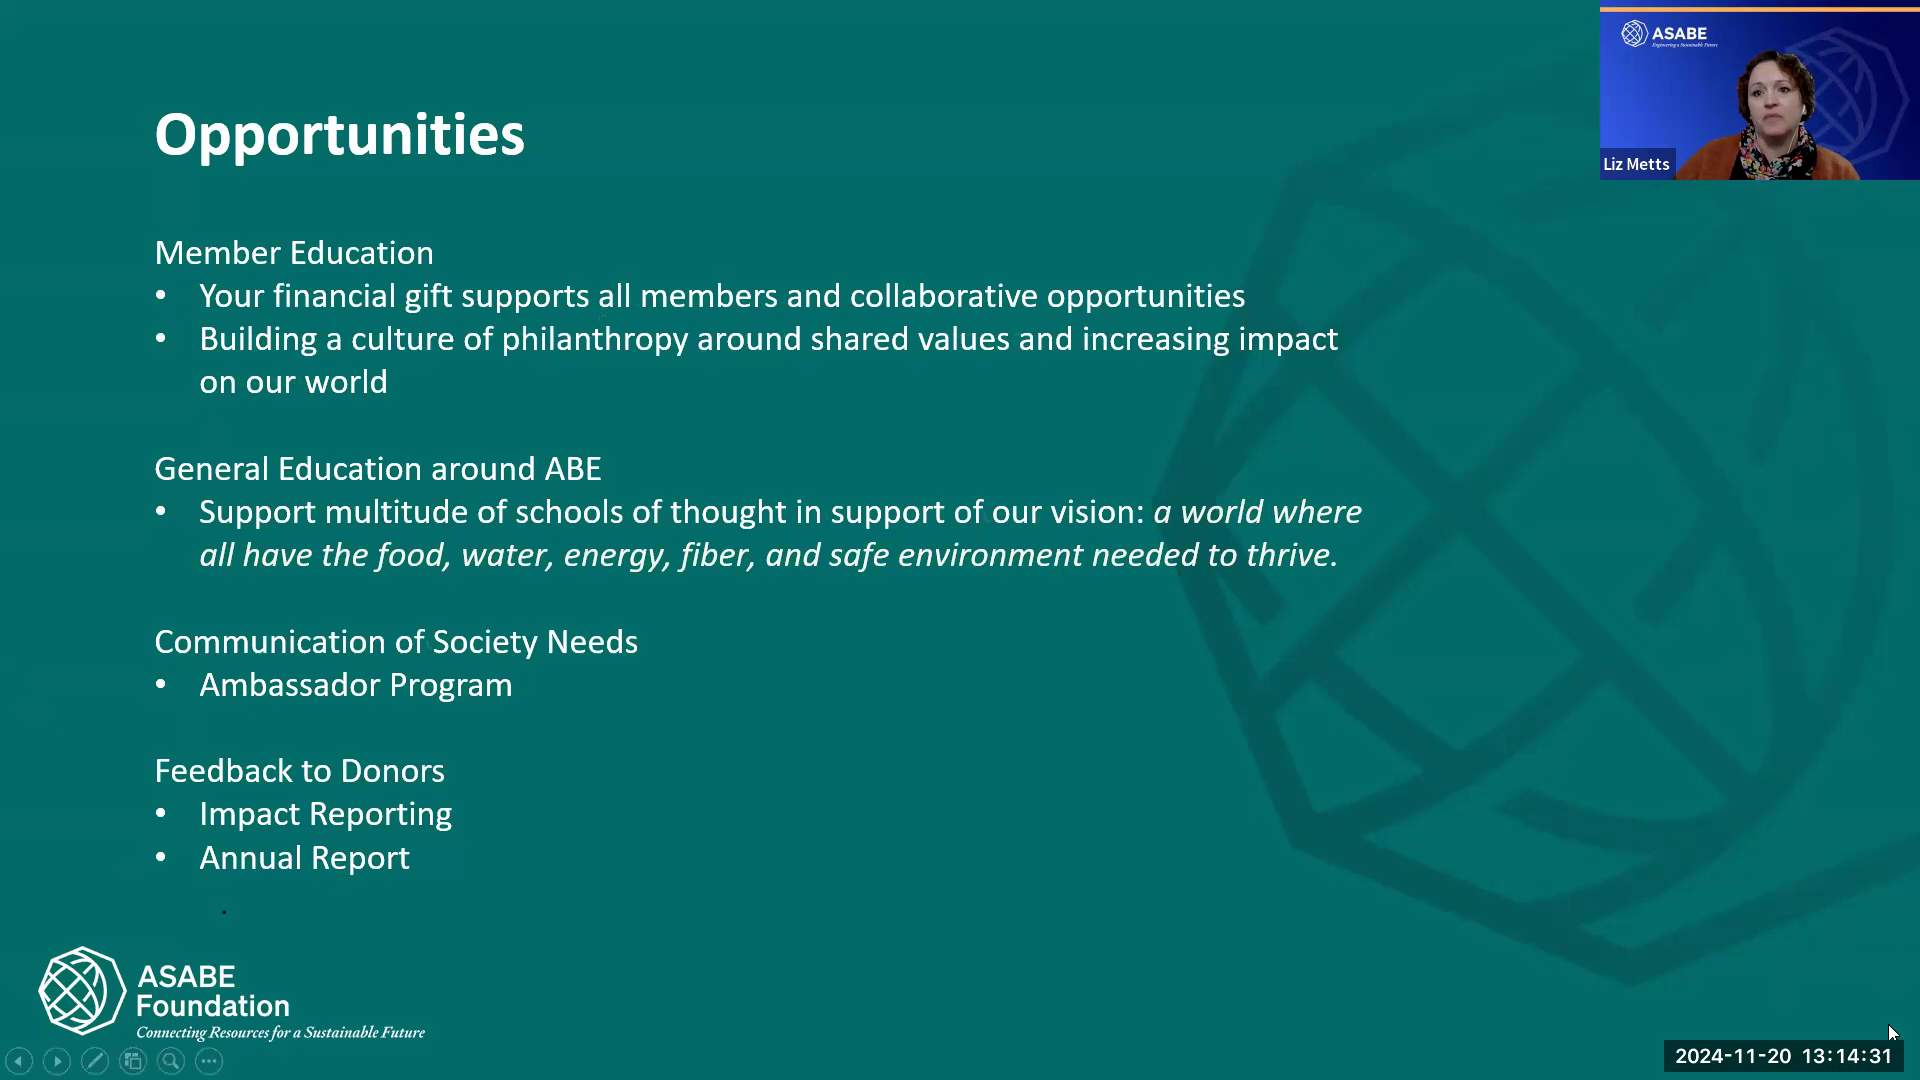 Opportunities
Member Education
• Your financial gift supports all members and collaborative opportunities
• Building a culture of philanthropy around shared values and increasing impact
on our world
General Education around ABE
• Support multitude of schools of thought in support of our vision: a world where
all have the food, water, energy, fiber, and safe environment needed to thrive.
Communication of Society Needs
• Ambassador Program
Feedback to Donors
• Impact Reporting
• Annual Report
ASABE
Foundation
Connecting Resources for a Sustainable Future
ASABE
Engineering a Sustainable Future
Liz Metts
2024-11-20 13:14:31